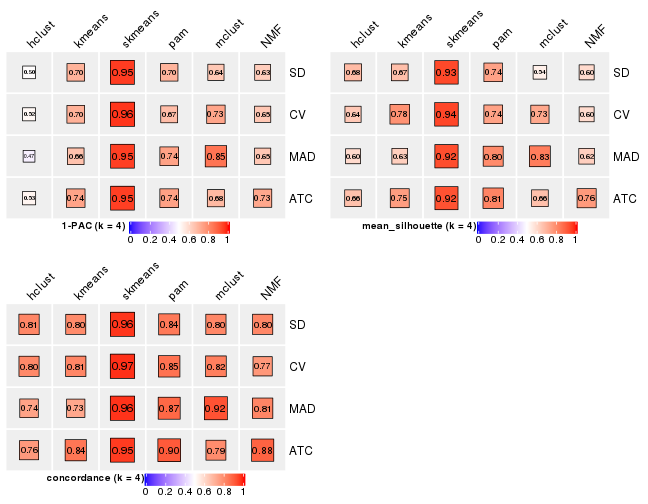 hclust kmeans skmeans pam mclust NMF
0.50 0.70 0.95 0.70 0.64 0.63 SD
0.52 0.70 0.96 0.67 0.73 0.65 CV
0.47 0.66 0.95 0.74 0.85 0.65 MAD
0.53 0.74 0.95 0.74 0.68 0.73 ATC
1-PAC (k = 4)
0 0.2 0.4 0.6 0.8 1
hclust kmeans skmeans pam mclust NMF
0.68 0.67 0.93 0.74 0.54 0.60 SD
0.64 0.78 0.94 0.74 0.73 0.60 CV
0.60 0.63 0.92 0.80 0.83 0.62 MAD
0.66 0.75 0.92 0.81 0.66 0.76 ATC
mean_silhouette (k = 4)
0 0.2 0.4 0.6 0.8 1
hclust kmeans skmeans pam mclust NMF
0.81 0.80 0.96 0.84 0.80 0.80 SD
0.80 0.81 0.97 0.85 0.82 0.77 CV
0.74 0.73 0.96 0.87 0.92 0.81 MAD
0.76 0.84 0.95 0.90 0.79 0.88 ATC
concordance (k = 4)
0 0.2 0.4 0.6 0.8 1